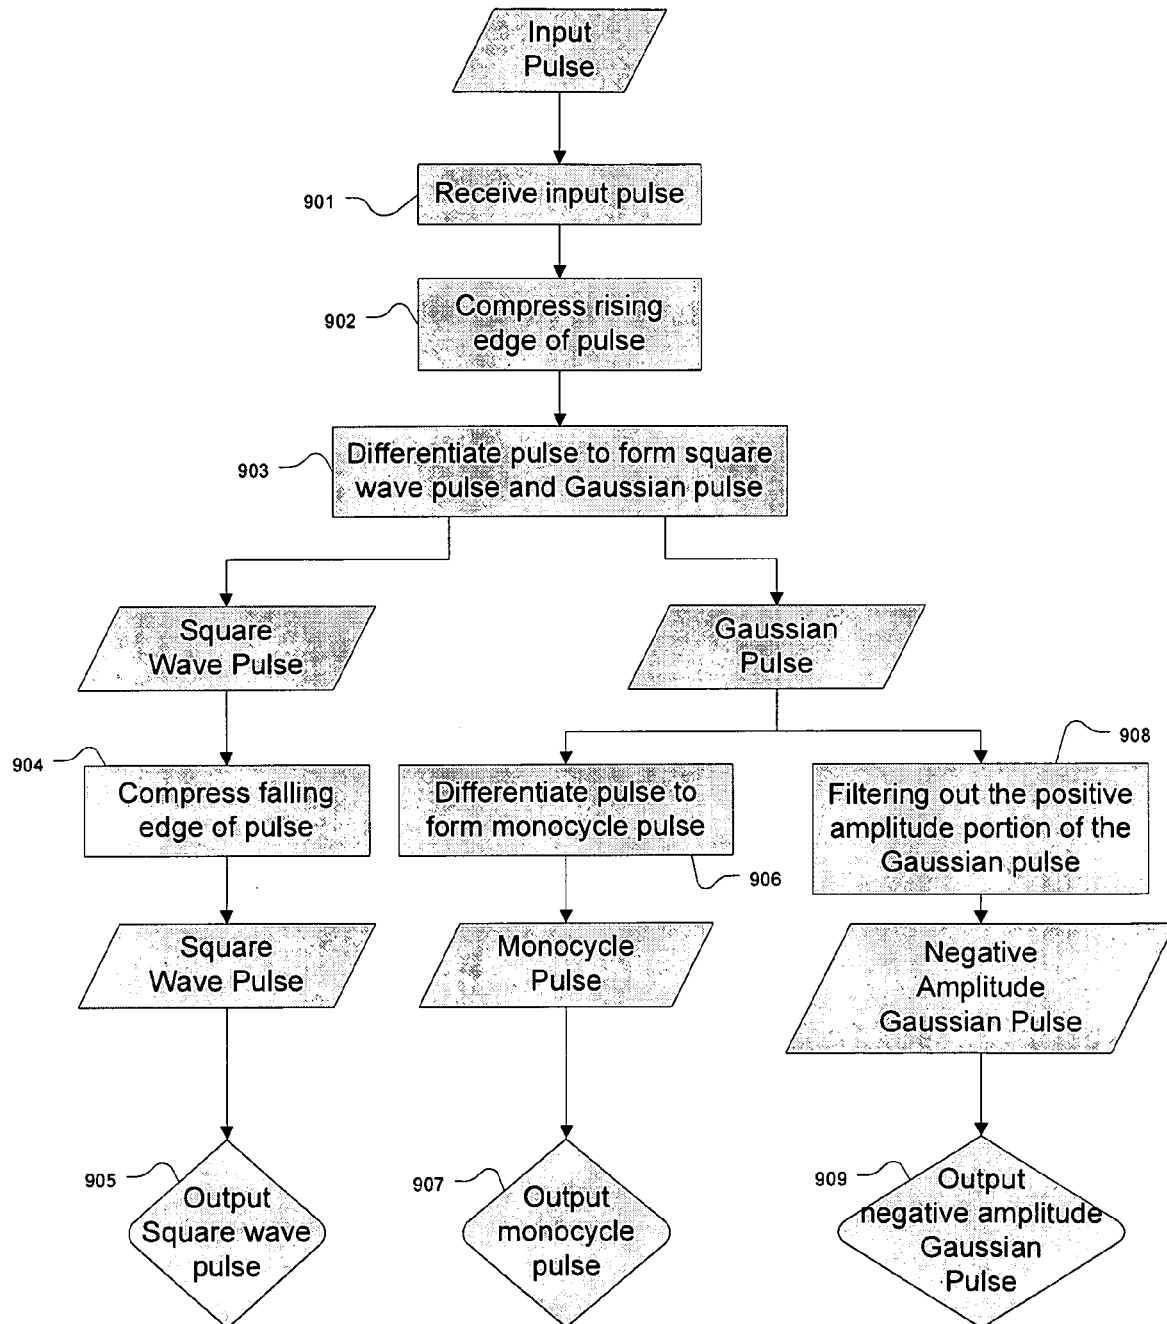 Input
Pulse
901
Receive input pulse
902
Compress rising
edge of pulse
903
Differentiate pulse to form square
wave pulse and Gaussian pulse
Square
Wave Pulse
Gaussian
Pulse
904
Compress falling
edge of pulse
Differentiate pulse to
form monocycle pulse
906
908
Filtering out the positive
amplitude portion of the
Gaussian pulse
Square
Wave Pulse
Monocycle
Pulse
Negative
Amplitude
Gaussian Pulse
905
Output
Square wave
pulse
907
Output
monocycle
pulse
909
Output
negative amplitude
Gaussian
Pulse